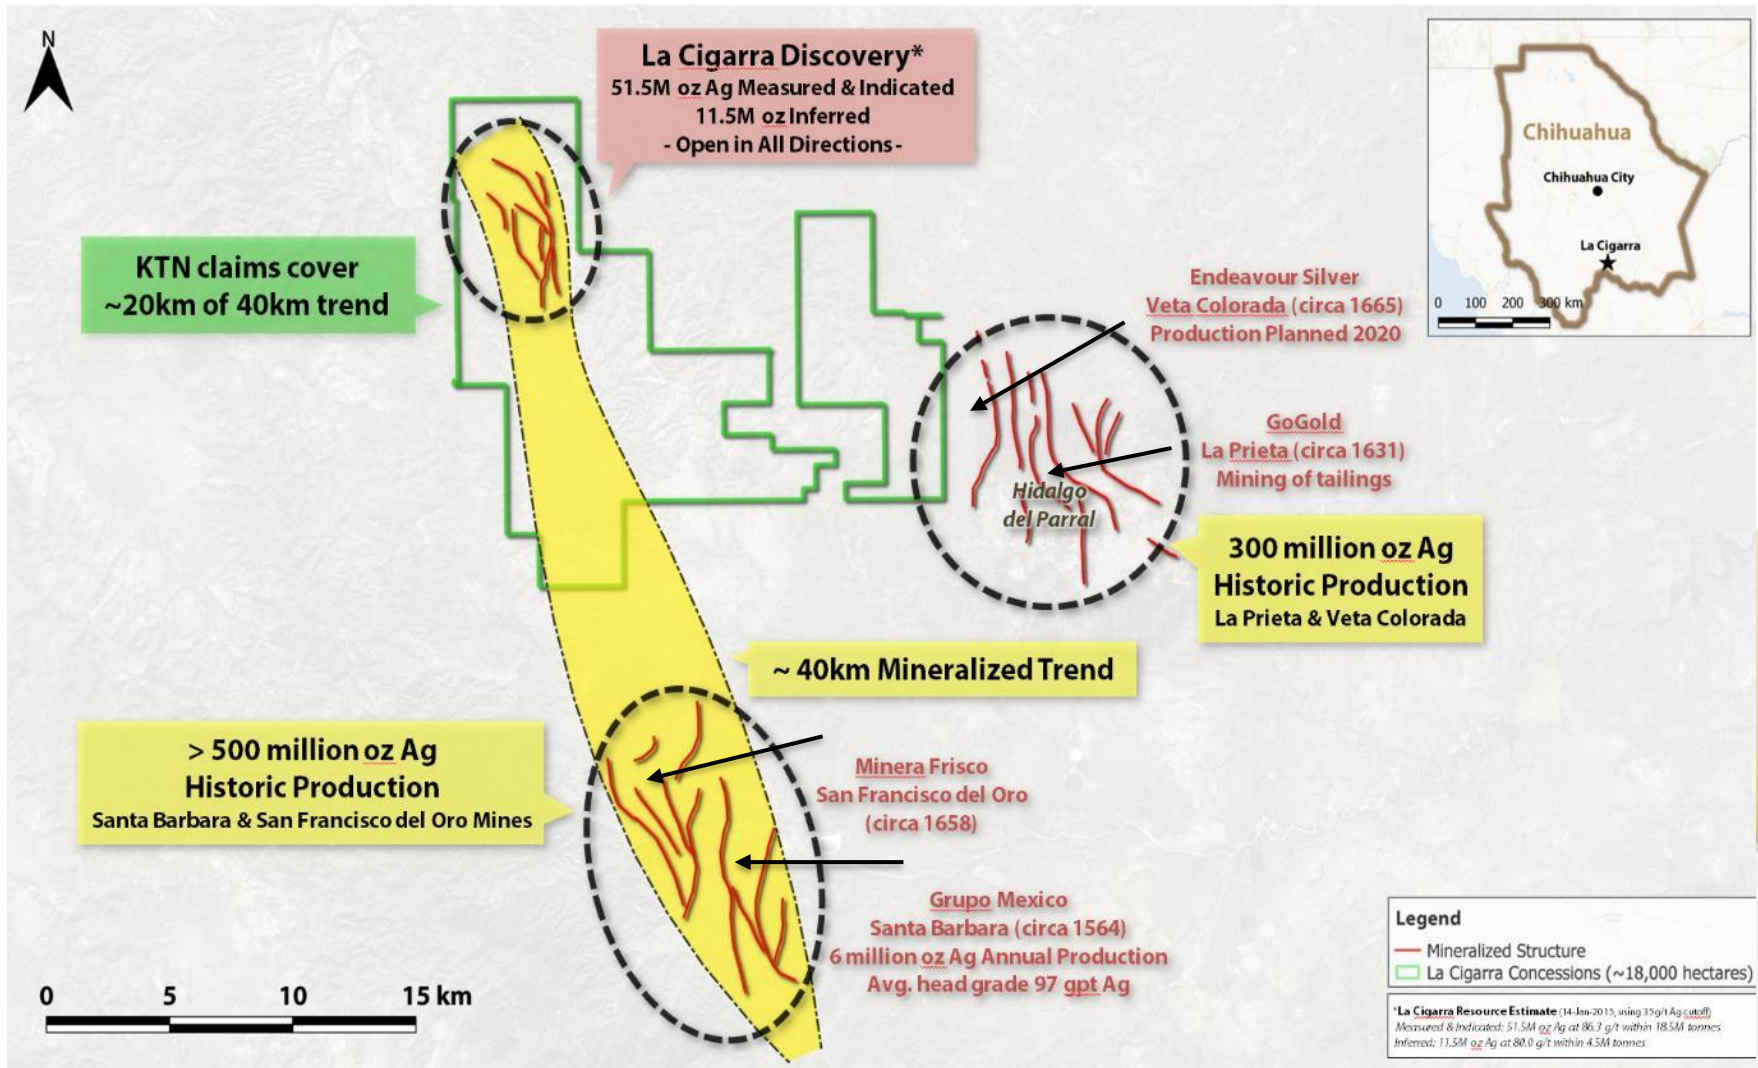 N
La Cigarra Discovery*
51.5M oz Ag Measured & Indicated
11.5M oz Inferred
- Open in All Directions -
Chihuahua
Chihuahua City
La Cigarra
0 100 200 300 km
KTN claims cover
~20km of 40km trend
Endeavour Silver
Veta Colorada (circa 1665)
Production Planned 2020
GoGold
La Prieta (circa 1631)
Mining of tailings
Hidalgo
del Parral
300 million oz Ag
Historic Production
La Prieta & Veta Colorada
~ 40km Mineralized Trend
> 500 million oz Ag
Historic Production
Santa Barbara & San Francisco del Oro Mines
Minera Frisco
San Francisco del Oro
(circa 1658)
Grupo Mexico
Santa Barbara (circa 1564)
6 million oz Ag Annual Production
Avg. head grade 97 gpt Ag
0 5 10 15 km
Legend
Mineralized Structure
La Cigarra Concessions (~18,000 hectares)
*La Cigarra Resource Estimate (14-Jan-2015, using 35g/t Ag cutoff)
Measured & Indicated: 51.5M oz Ag at 86.3 g/t within 18.5M tonnes
Inferred: 11.5M oz Ag at 80.0 g/t within 4.5M tonnes